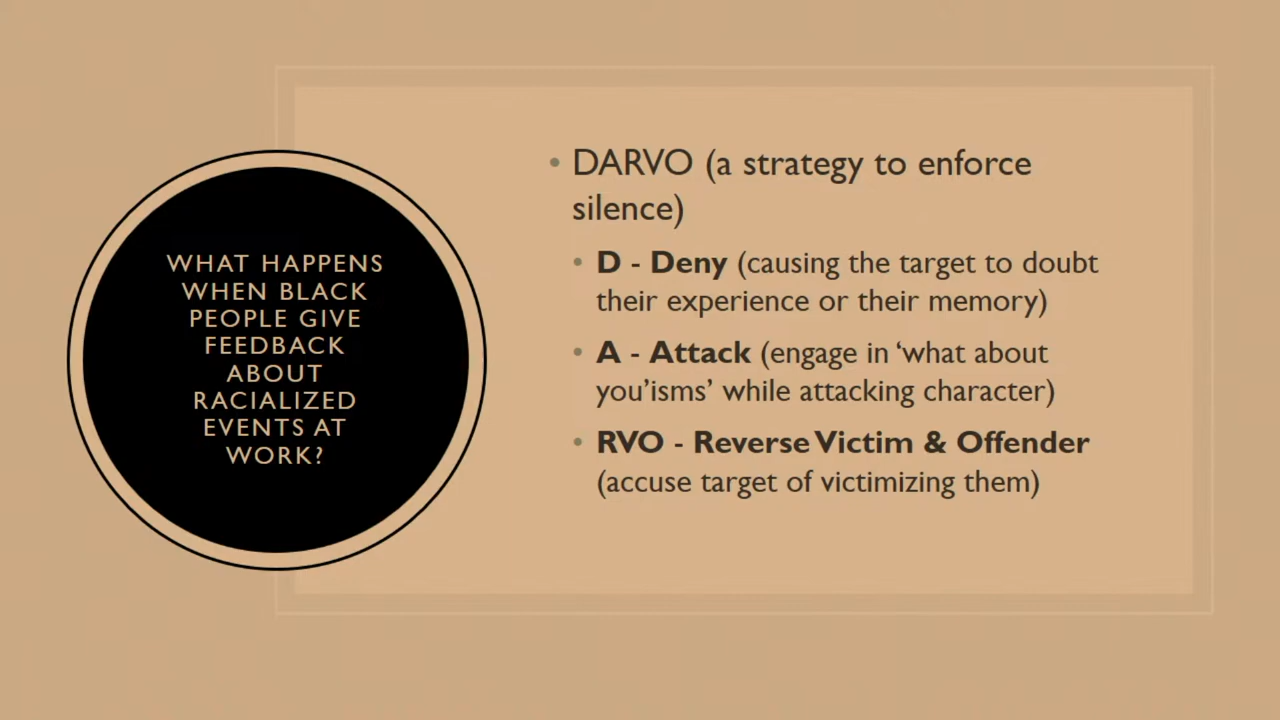 WHAT HAPPENS
WHEN BLACK
PEOPLE GIVE
FEEDBACK
ABOUT
RACIALIZED
EVENTS AT
WORK?
• DARVO (a strategy to enforce
silence)
• D - Deny (causing the target to doubt
their experience or their memory)
• A - Attack (engage in ‘what about
you’isms’ while attacking character)
• RVO - Reverse Victim & Offender
(accuse target of victimizing them)